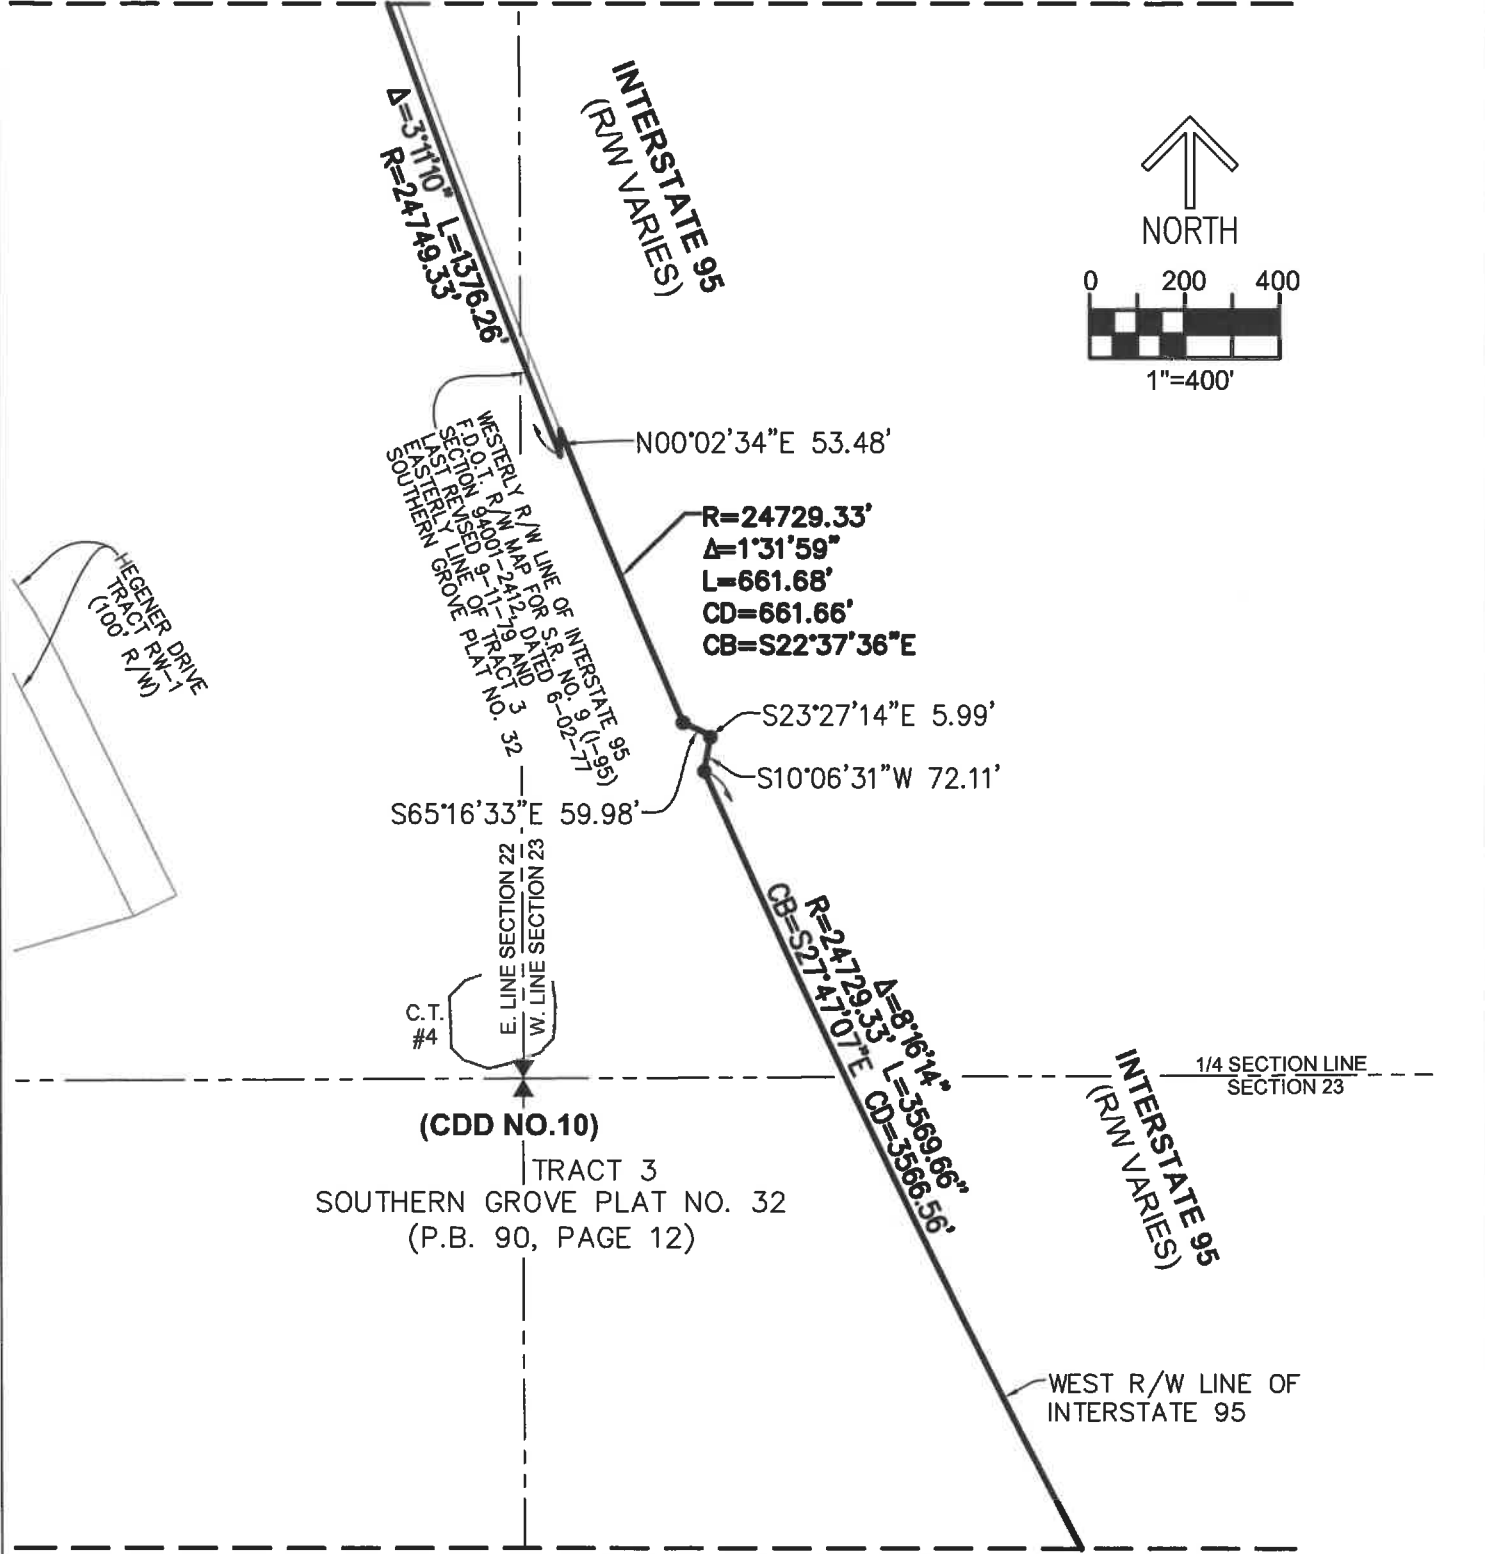 INTERSTATE 95
(R/W VARIES)
Δ=3°11'10" L=1376.26'
R=24749.33'
NORTH
0 200 400
1"=400'
N00°02'34"E 53.48'
WESTERLY R/W LINE OF INTERSTATE 95
F.D.O.T. R/W MAP FOR S.R. NO. 9 (I-95)
SECTION 94001-2412, DATED 6-02-77
LAST REVISED 9-11-79 AND
EASTERLY LINE OF TRACT 3
SOUTHERN GROVE PLAT NO. 32
R=24729.33'
Δ=1°31'59"
L=661.68'
CD=661.66'
CB=S22°37'36"E
HEGENER DRIVE
TRACT RW-1
(100' R/W)
S23°27'14"E 5.99'
S10°06'31"W 72.11'
S65°16'33"E 59.98'
E. LINE SECTION 22
W. LINE SECTION 23
C.T.
#4
Δ=8°16'14"
R=24729.33' L=3569.66"
CB=S27°47'07"E CD=3566.56'
1/4 SECTION LINE
SECTION 23
INTERSTATE 95
(R/W VARIES)
(CDD NO.10)
TRACT 3
SOUTHERN GROVE PLAT NO. 32
(P.B. 90, PAGE 12)
WEST R/W LINE OF
INTERSTATE 95